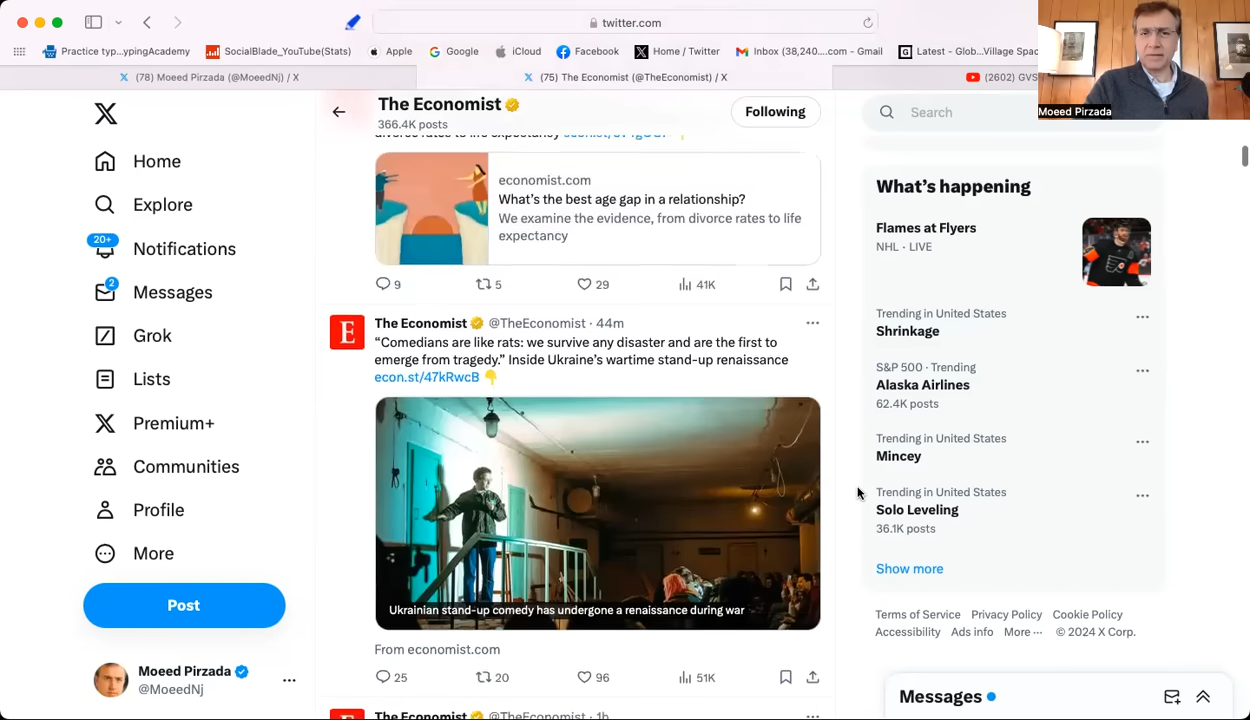 twitter.com
Practice typ...ypingAcademy
SocialBlade_YouTube(Stats)
Apple
Google
iCloud
Facebook
Home / Twitter
Inbox (38,240....com - Gmail
Latest - Glob...Village Spac
(78) Moeed Pirzada (@MoeedNj) / X
(75) The Economist (@TheEconomist) / X
(2602) GVS
Moeed Pirzada
Home
Explore
20+
Notifications
2
Messages
Grok
Lists
Premium+
Communities
Profile
More
Post
Moeed Pirzada
@MoeedNj
The Economist
366.4K posts
Following
economist.com
What's the best age gap in a relationship?
We examine the evidence, from divorce rates to life
expectancy
9 5 29 41K
The Economist @TheEconomist · 44m
“Comedians are like rats: we survive any disaster and are the first to
emerge from tragedy.” Inside Ukraine’s wartime stand-up renaissance
econ.st/47kRwcB
Ukrainian stand-up comedy has undergone a renaissance during war
From economist.com
25 20 96 51K
The Economist @TheEconomist · 1h
Search
What’s happening
Flames at Flyers
NHL · LIVE
Trending in United States
Shrinkage
S&P 500 · Trending
Alaska Airlines
62.4K posts
Trending in United States
Mincey
Trending in United States
Solo Leveling
36.1K posts
Show more
Terms of Service Privacy Policy Cookie Policy
Accessibility Ads info More ··· © 2024 X Corp.
Messages